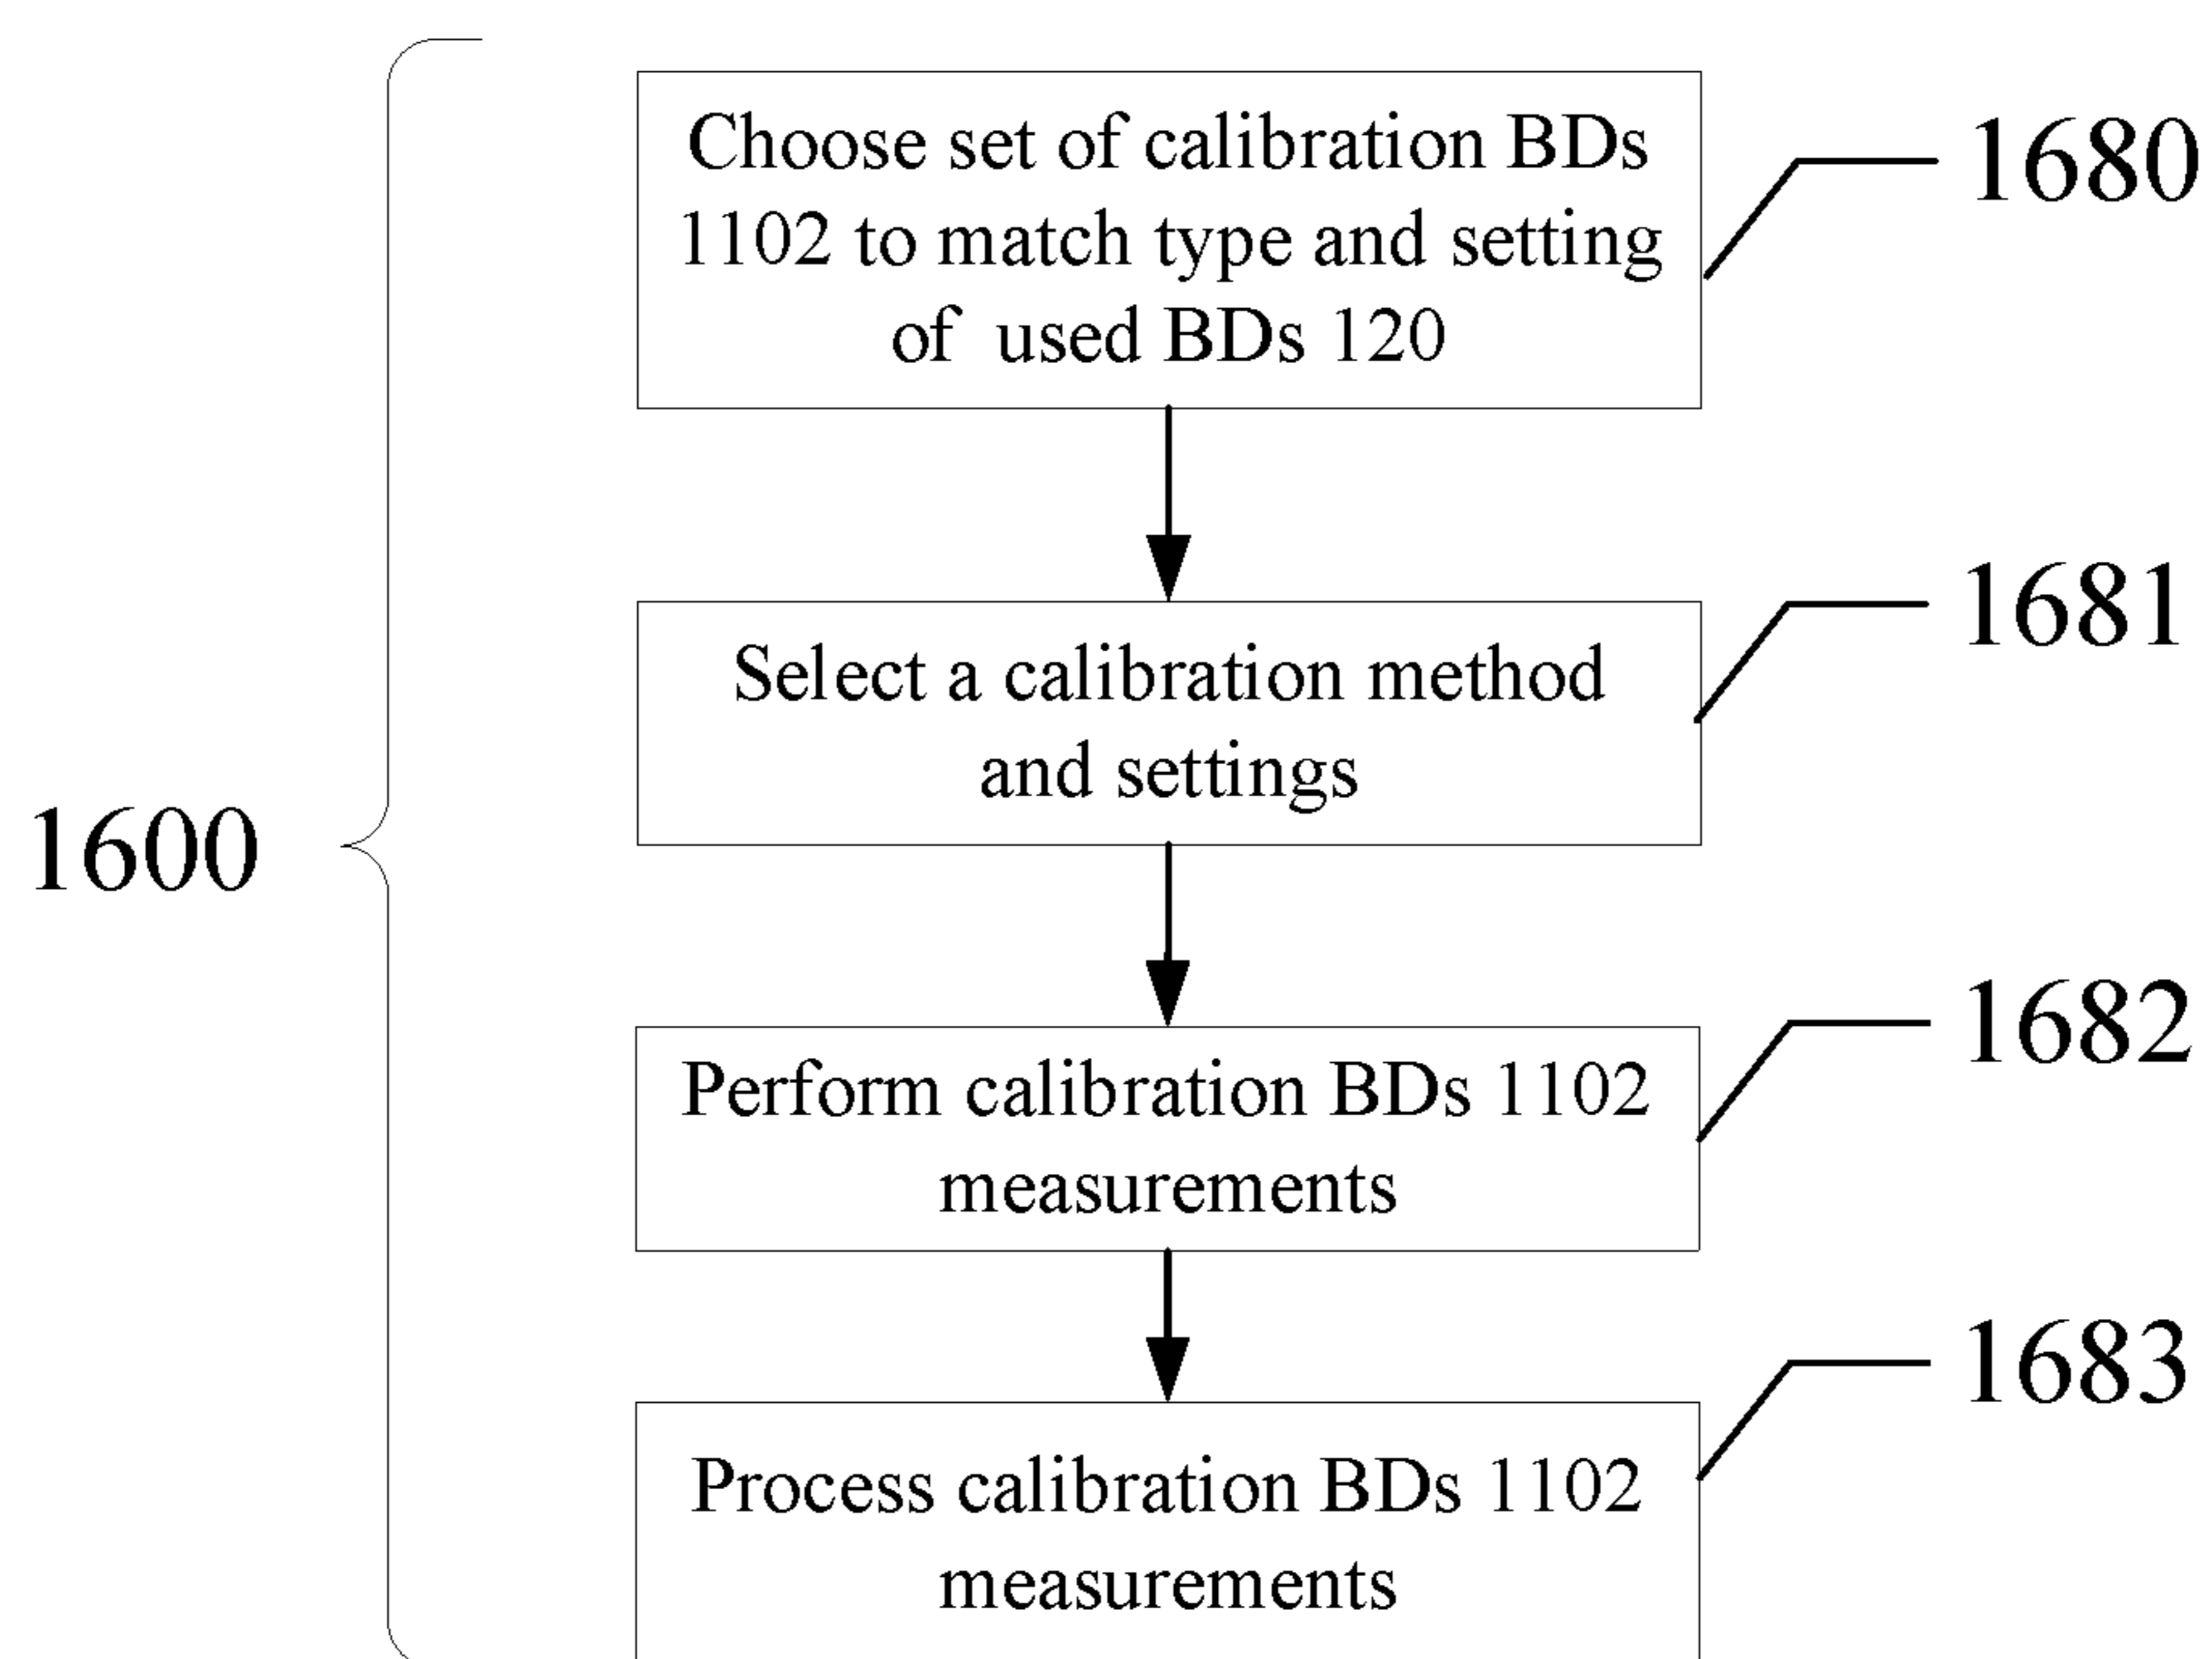 Choose set of calibration BDs
1102 to match type and setting
of used BDs 120
1680
Select a calibration method
and settings
1681
1600
Perform calibration BDs 1102
measurements
1682
Process calibration BDs 1102
measurements
1683